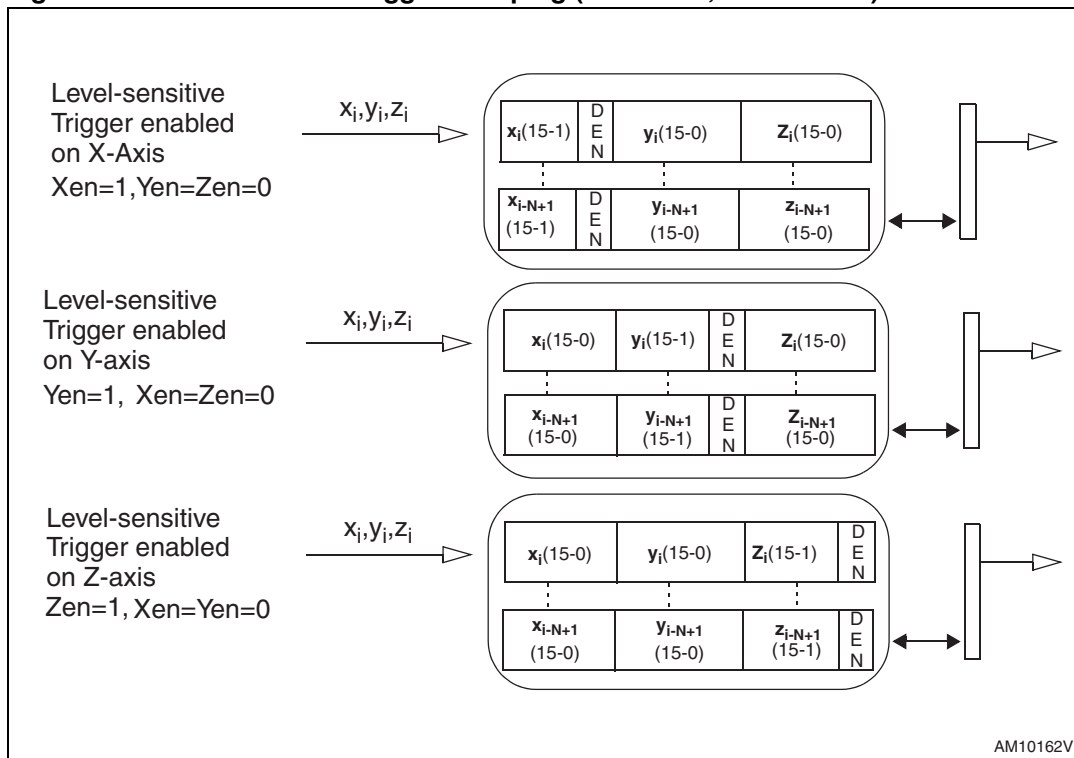 Level-sensitive
Trigger enabled
on X-Axis
Xen=1,Yen=Zen=0
xi,yi,zi
xi(15-1) DEN yi(15-0) Zi(15-0)
xi-N+1 (15-1) DEN yi-N+1 (15-0) zi-N+1 (15-0)
Level-sensitive
Trigger enabled
on Y-axis
Yen=1, Xen=Zen=0
xi,yi,zi
xi(15-0) yi(15-1) DEN Zi(15-0)
xi-N+1 (15-0) yi-N+1 (15-1) DEN Zi-N+1 (15-0)
Level-sensitive
Trigger enabled
on Z-axis
Zen=1, Xen=Yen=0
xi,yi,zi
xi(15-0) yi(15-0) Zi(15-1) DEN
xi-N+1 (15-0) yi-N+1 (15-0) zi-N+1 (15-1) DEN
AM10162V